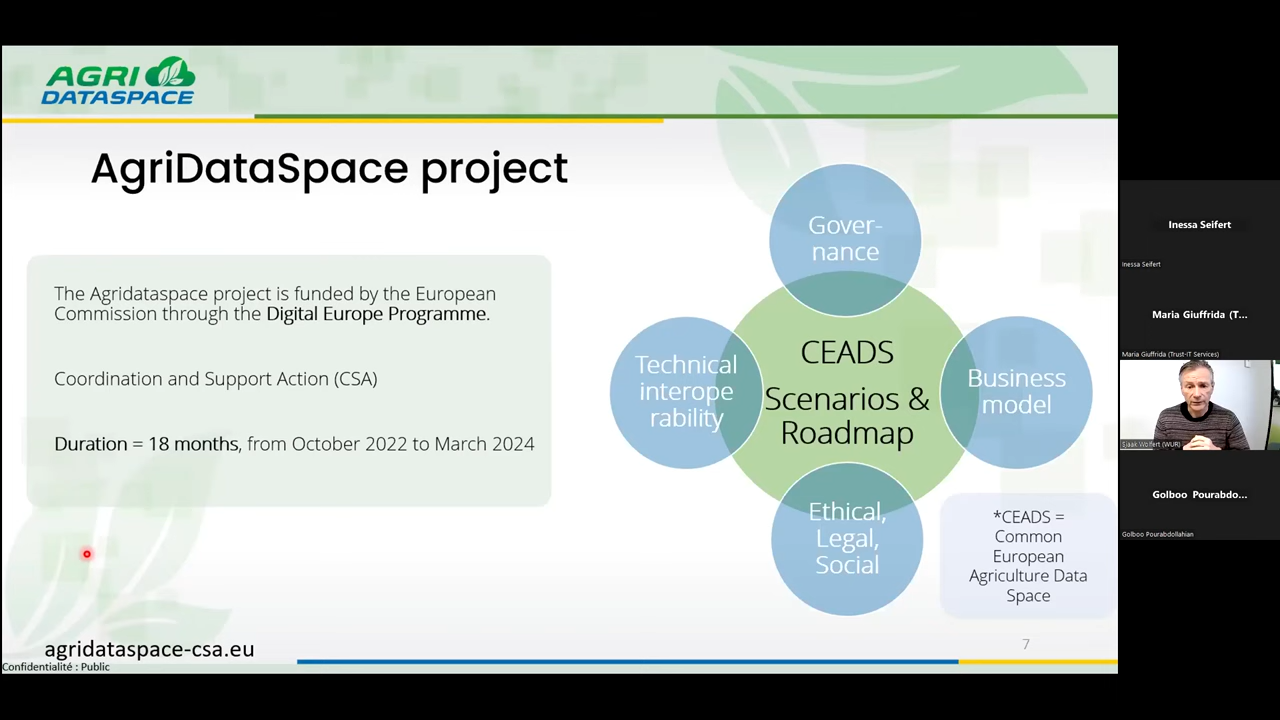 AGRI
DATASPACE
AgriDataSpace project
The Agridataspace project is funded by the European
Commission through the Digital Europe Programme.
Coordination and Support Action (CSA)
Duration = 18 months, from October 2022 to March 2024
Gover-
nance
Technical
interope
rability
CEADS
Scenarios &
Roadmap
Business
model
Ethical,
Legal,
Social
*CEADS =
Common
European
Agriculture Data
Space
agridataspace-csa.eu
7
Confidentialité : Public
Inessa Seifert
Inessa Seifert
Maria Giuffrida (T...
Maria Giuffrida (Trust-IT Services)
Sjaak Wolfert (WUR)
Golboo Pourabdo...
Golboo Pourabdollahian